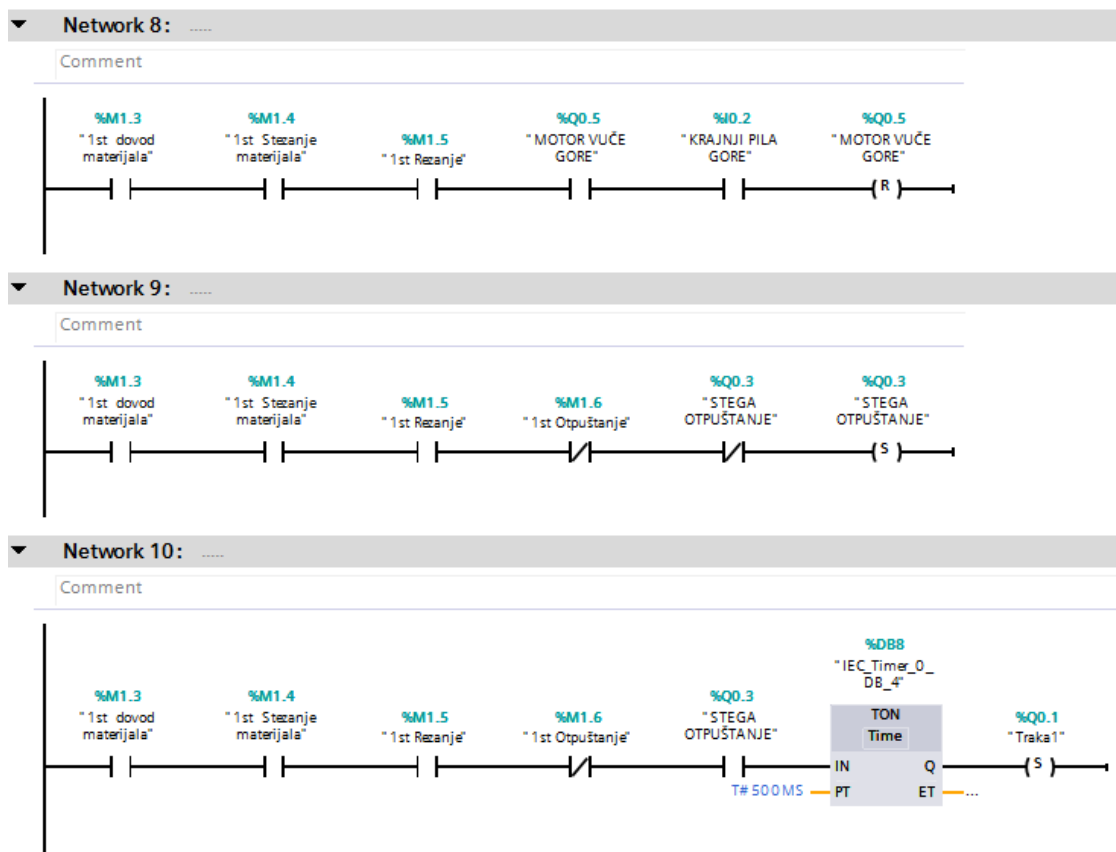 Network 8: .....
Comment
%M1.3 %M1.4 %Q0.5 %I0.2 %Q0.5
"1st dovod "1st Stezanje %M1.5 "MOTOR VUČE "KRAJNJI PILA "MOTOR VUČE
materijala" materijala" "1st Rezanje" GORE" GORE" GORE"
R
Network 9: .....
Comment
%M1.3 %M1.4 %Q0.3 %Q0.3
"1st dovod "1st Stezanje %M1.5 %M1.6 "STEGA "STEGA
materijala" materijala" "1st Rezanje" "1st Otpuštanje" OTPUŠTANJE" OTPUŠTANJE"
S
Network 10: .....
Comment
%DB8
"IEC_Timer_0_
DB_4"
%M1.3 %M1.4 %Q0.3
"1st dovod "1st Stezanje %M1.5 %M1.6 "STEGA TON %Q0.1
materijala" materijala" "1st Rezanje" "1st Otpuštanje" OTPUŠTANJE" Time "Traka1"
IN Q S
T#500MS PT ET ...